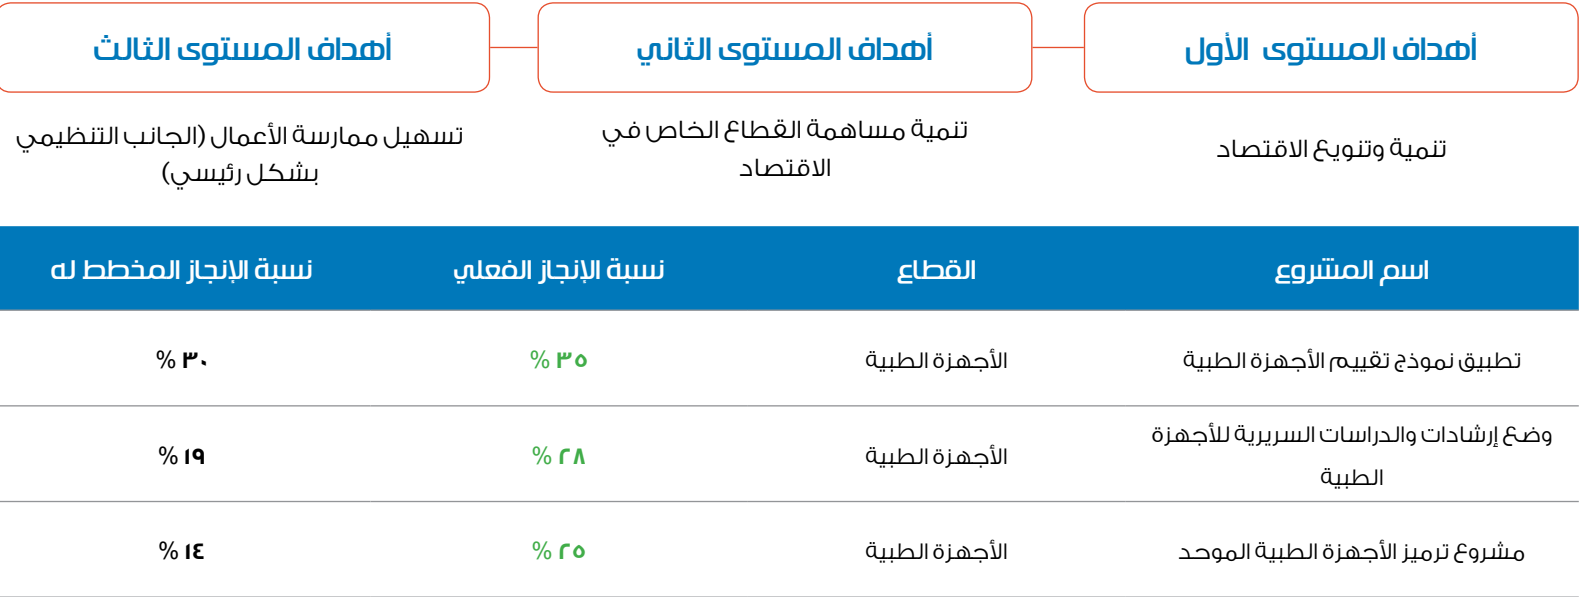 أهداف المستوى الأول
أهداف المستوى الثاني
أهداف المستوى الثالث
تنمية وتنويع الاقتصاد
تنمية مساهمة القطاع الخاص في
الاقتصاد
تسهيل ممارسة الأعمال (الجانب التنظيمي
بشكل رئيسي)
اسم المشروع
القطاع
نسبة الإنجاز الفعلي
نسبة الإنجاز المخطط له
تطبيق نموذج تقييم الأجهزة الطبية
الأجهزة الطبية
٣٥ %
٣٠ %
وضع إرشادات والدراسات السريرية للأجهزة
الطبية
الأجهزة الطبية
٢٨ %
١٩ %
مشروع ترميز الأجهزة الطبية الموحد
الأجهزة الطبية
٢٥ %
١٤ %